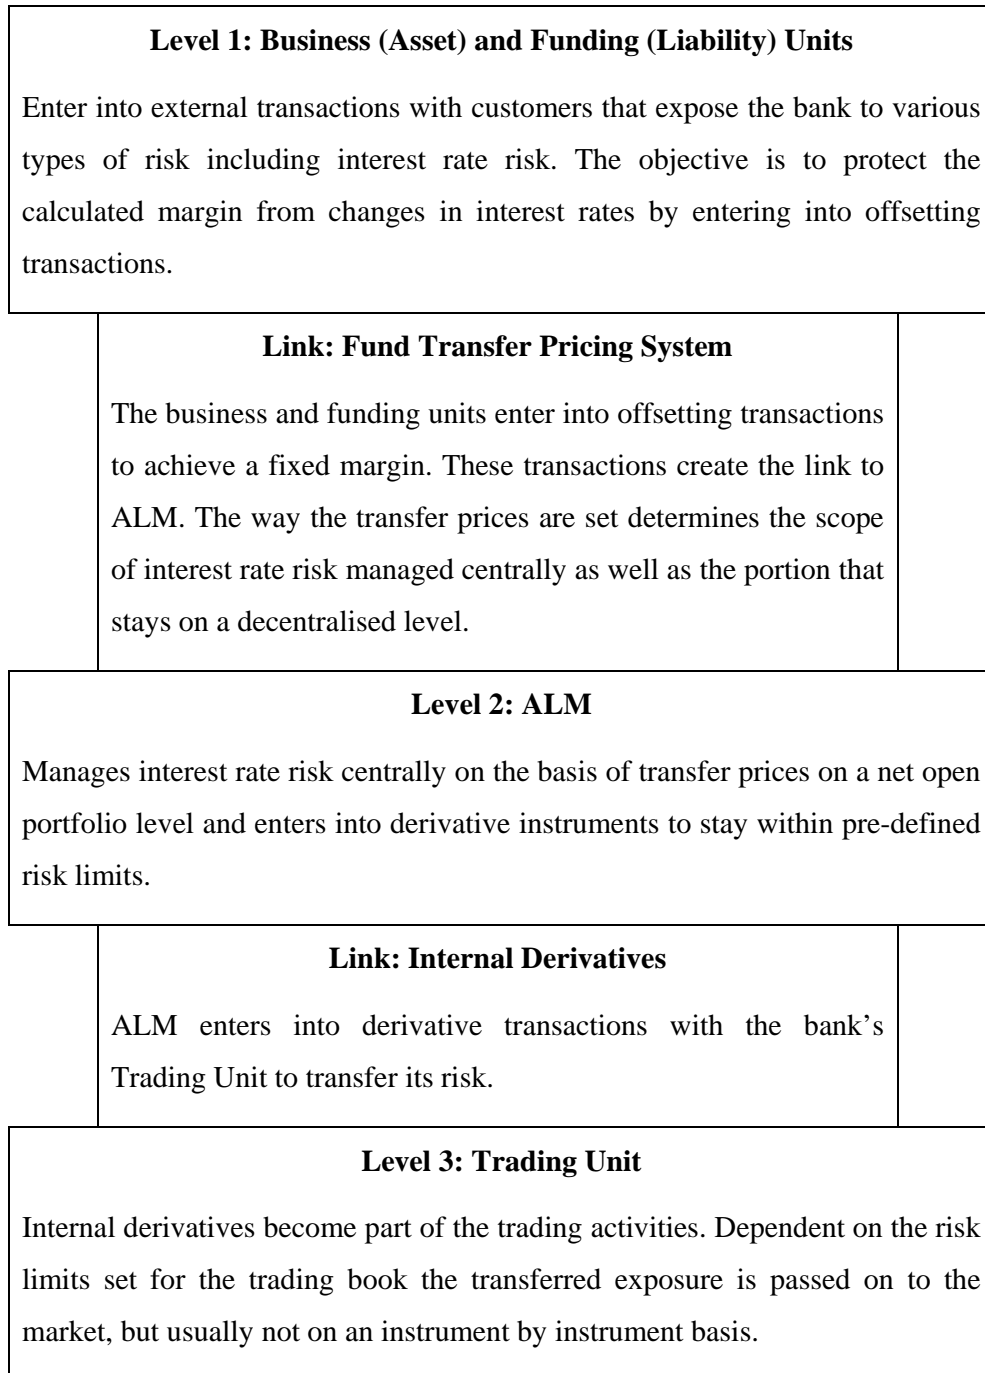 Level 1: Business (Asset) and Funding (Liability) Units
Enter into external transactions with customers that expose the bank to various
types of risk including interest rate risk. The objective is to protect the
calculated margin from changes in interest rates by entering into offsetting
transactions.
Link: Fund Transfer Pricing System
The business and funding units enter into offsetting transactions
to achieve a fixed margin. These transactions create the link to
ALM. The way the transfer prices are set determines the scope
of interest rate risk managed centrally as well as the portion that
stays on a decentralised level.
Level 2: ALM
Manages interest rate risk centrally on the basis of transfer prices on a net open
portfolio level and enters into derivative instruments to stay within pre-defined
risk limits.
Link: Internal Derivatives
ALM enters into derivative transactions with the bank’s
Trading Unit to transfer its risk.
Level 3: Trading Unit
Internal derivatives become part of the trading activities. Dependent on the risk
limits set for the trading book the transferred exposure is passed on to the
market, but usually not on an instrument by instrument basis.